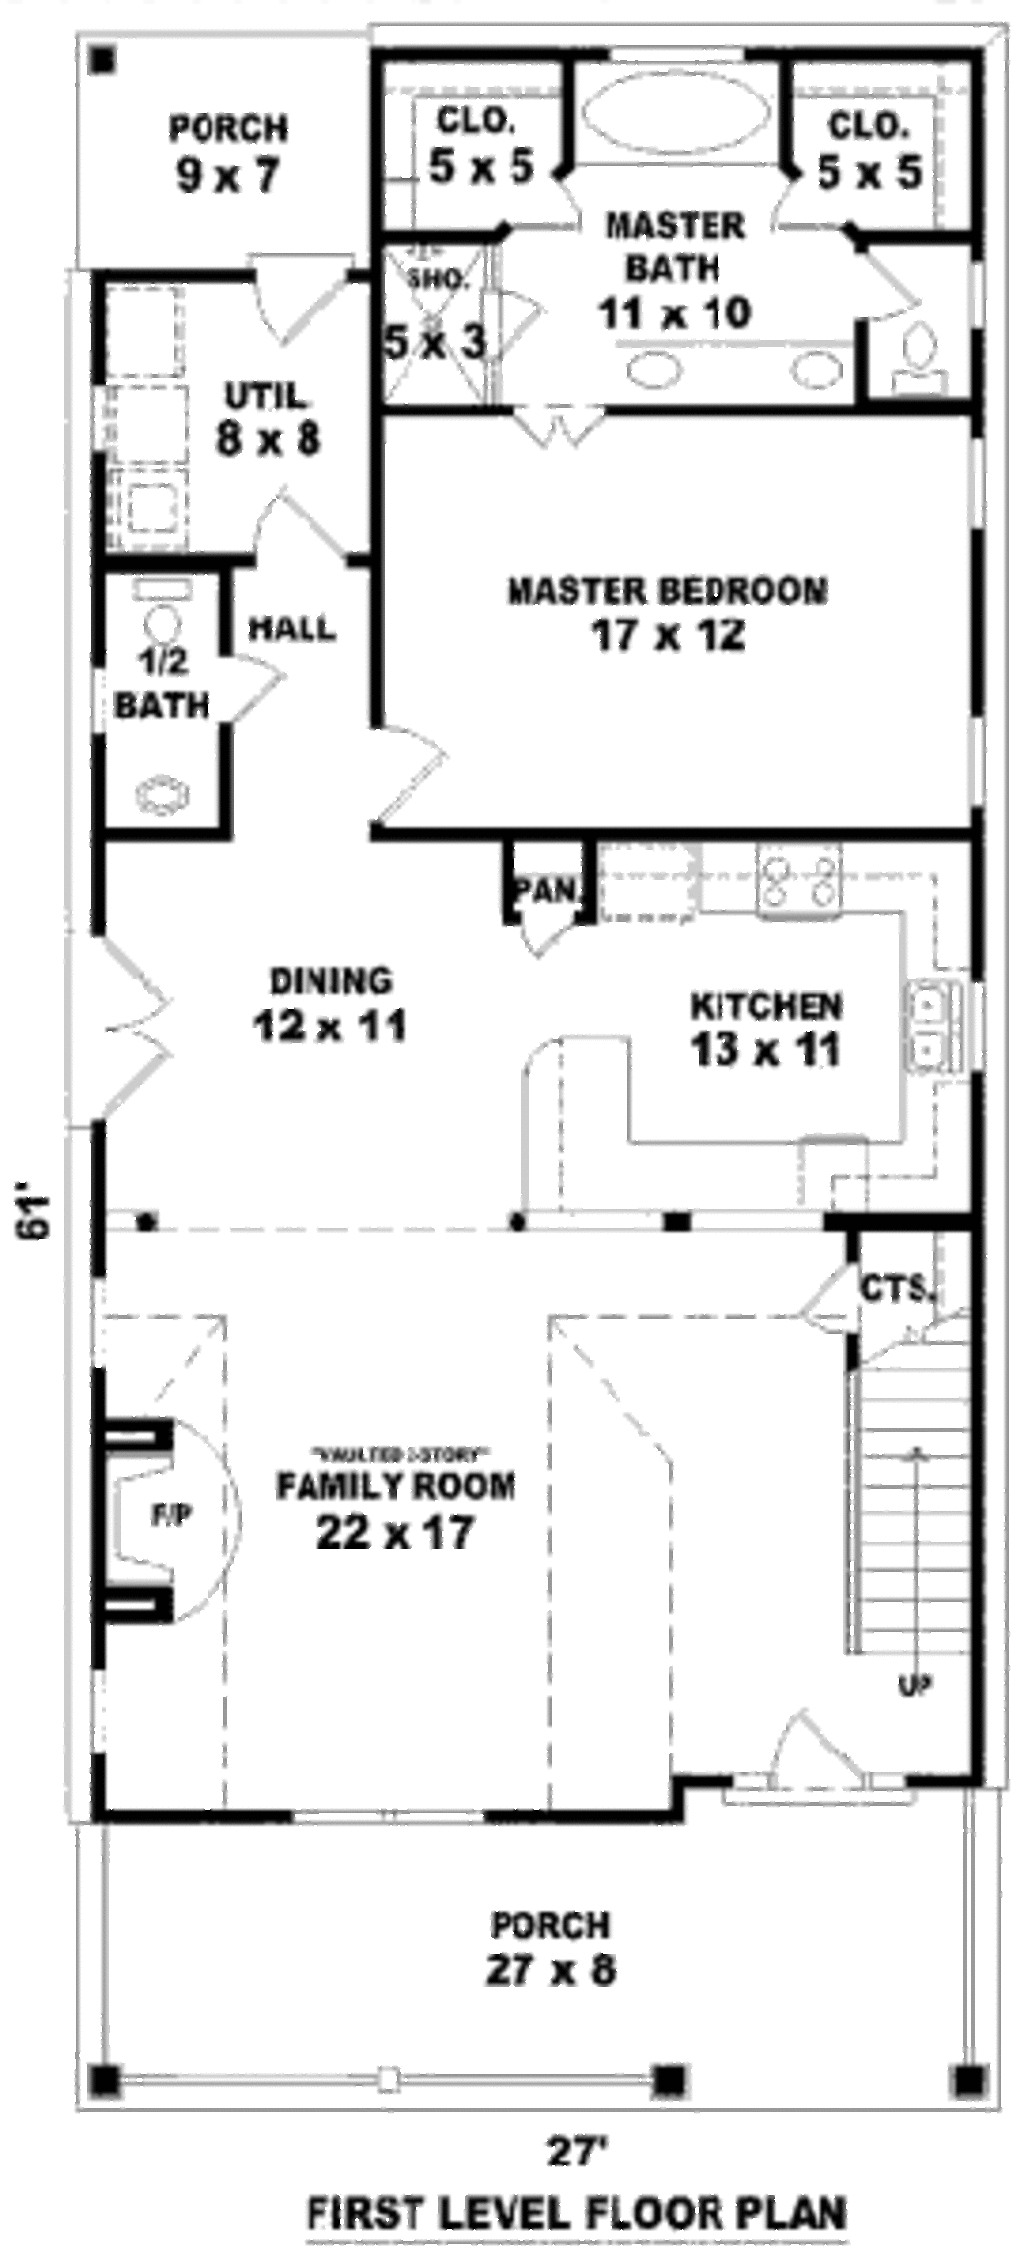 PORCH
9 x 7
CLO.
5 x 5
CLO.
5 x 5
MASTER
BATH
11 x 10
SHO.
5 x 3
UTIL
8 x 8
MASTER BEDROOM
17 x 12
HALL
1/2
BATH
PAN.
DINING
12 x 11
KITCHEN
13 x 11
61'
CTS.
"VAULTED 2-STORY"
FAMILY ROOM
22 x 17
F/P
UP
PORCH
27 x 8
27'
FIRST LEVEL FLOOR PLAN